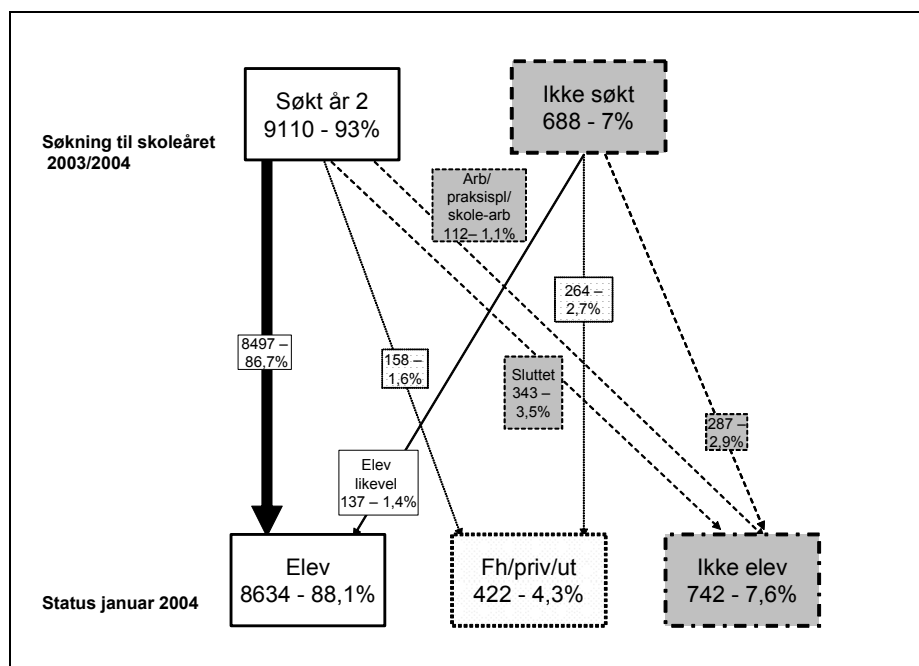 Søkt år 2
9110 - 93%
Ikke søkt
688 - 7%
Søkning til skoleåret
2003/2004
Arb/
praksispl/
skole-arb
112– 1,1%
264 –
2,7%
8497 –
86,7%
158 –
1,6%
Sluttet
343 –
3,5%
287 –
2,9%
Elev
likevel
137 – 1,4%
Elev
8634 - 88,1%
Fh/priv/ut
422 - 4,3%
Ikke elev
742 - 7,6%
Status januar 2004